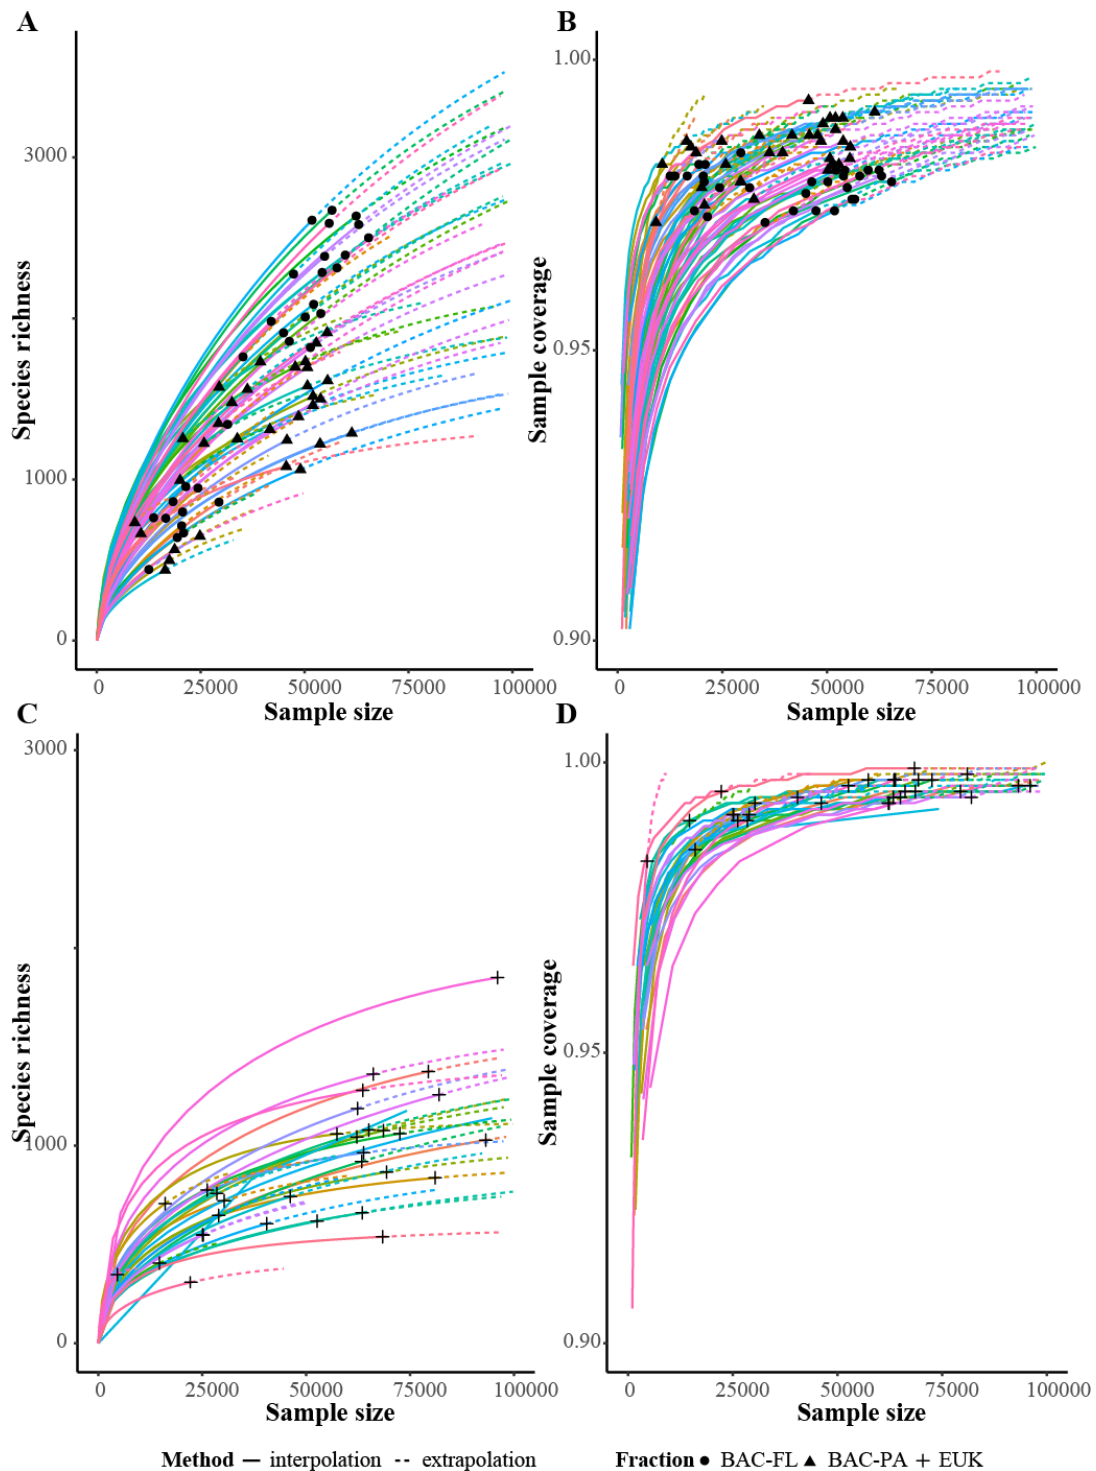 A
B
3000
1000
0
Species richness
0
25000
50000
75000
100000
Sample size
1.00
0.95
0.90
Sample coverage
0
25000
50000
75000
100000
Sample size
C
D
3000
1000
0
Species richness
0
25000
50000
75000
100000
Sample size
1.00
0.95
0.90
Sample coverage
0
25000
50000
75000
100000
Sample size
Method interpolation extrapolation Fraction BAC-FL BAC-PA EUK